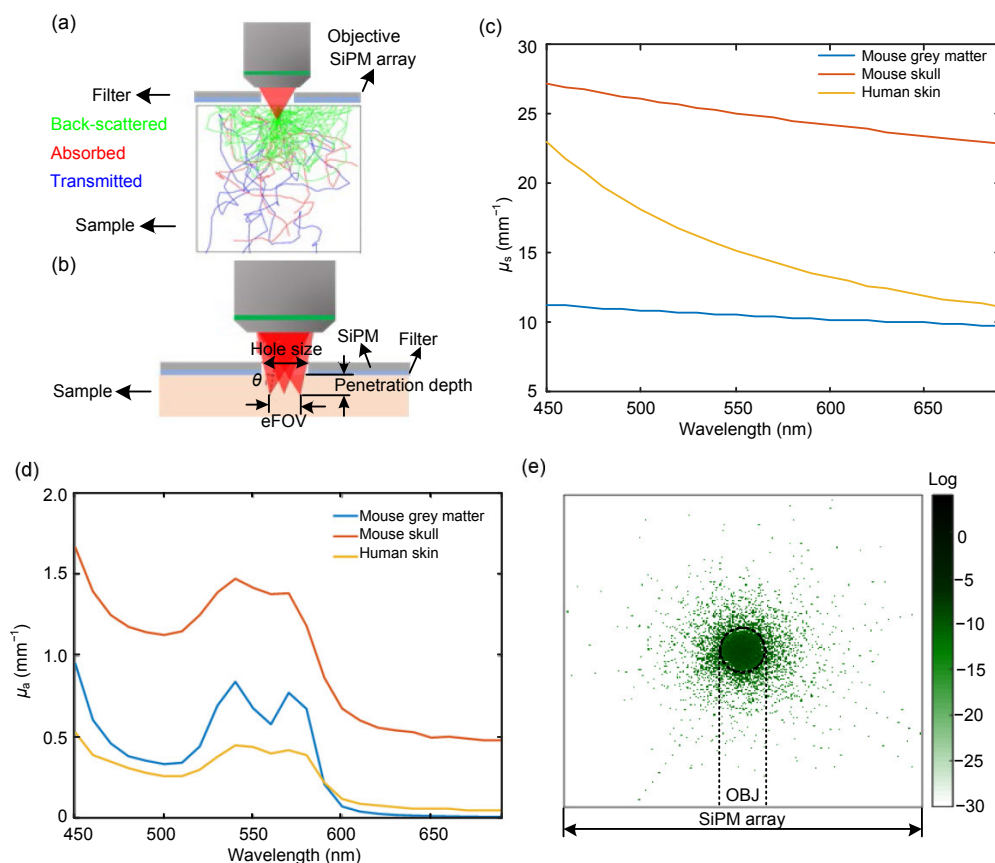 (a)
Objective
SiPM array
Filter
Back-scattered
Absorbed
Transmitted
Sample
(b)
Hole size
SiPM
Filter
θ
Penetration depth
Sample
eFOV
(c)
30
25
20
15
10
5
μs (mm⁻¹)
Mouse grey matter
Mouse skull
Human skin
450 500 550 600 650
Wavelength (nm)
(d)
2.0
1.5
1.0
0.5
0
μa (mm⁻¹)
Mouse grey matter
Mouse skull
Human skin
450 500 550 600 650
Wavelength (nm)
(e)
Log
0
−5
−10
−15
−20
−25
−30
OBJ
SiPM array